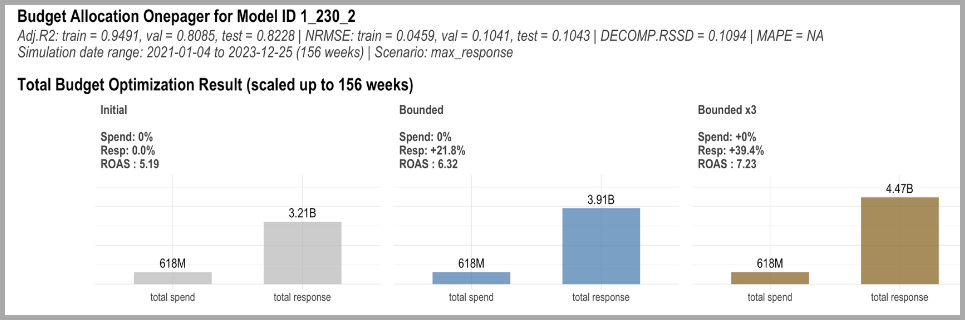 Budget Allocation Onepager for Model ID 1_230_2
Adj.R2: train = 0.9491, val = 0.8085, test = 0.8228 | NRMSE: train = 0.0459, val = 0.1041, test = 0.1043 | DECOMP.RSSD = 0.1094 | MAPE = NA
Simulation date range: 2021-01-04 to 2023-12-25 (156 weeks) | Scenario: max_response
Total Budget Optimization Result (scaled up to 156 weeks)
Initial
Spend: 0%
Resp: 0.0%
ROAS : 5.19
618M
3.21B
total spend
total response
Bounded
Spend: 0%
Resp: +21.8%
ROAS : 6.32
618M
3.91B
total spend
total response
Bounded x3
Spend: +0%
Resp: +39.4%
ROAS : 7.23
618M
4.47B
total spend
total response